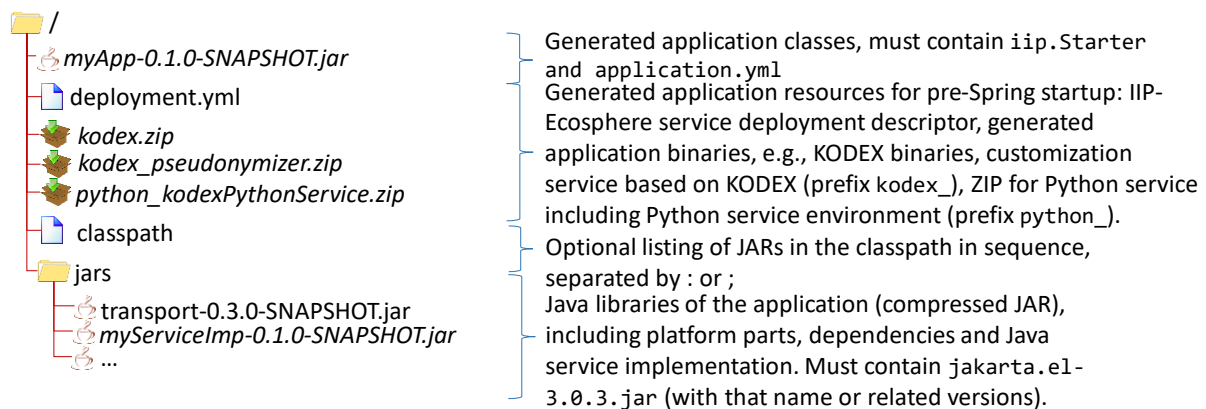 /
myApp-0.1.0-SNAPSHOT.jar
deployment.yml
kodex.zip
kodex_pseudonymizer.zip
python_kodexPythonService.zip
classpath
jars
transport-0.3.0-SNAPSHOT.jar
myServiceImp-0.1.0-SNAPSHOT.jar
...
Generated application classes, must contain iip.Starter
and application.yml
Generated application resources for pre-Spring startup: IIP-
Ecosphere service deployment descriptor, generated
application binaries, e.g., KODEX binaries, customization
service based on KODEX (prefix kodex_), ZIP for Python service
including Python service environment (prefix python_).
Optional listing of JARs in the classpath in sequence,
separated by : or ;
Java libraries of the application (compressed JAR),
including platform parts, dependencies and Java
service implementation. Must contain jakarta.el-
3.0.3.jar (with that name or related versions).